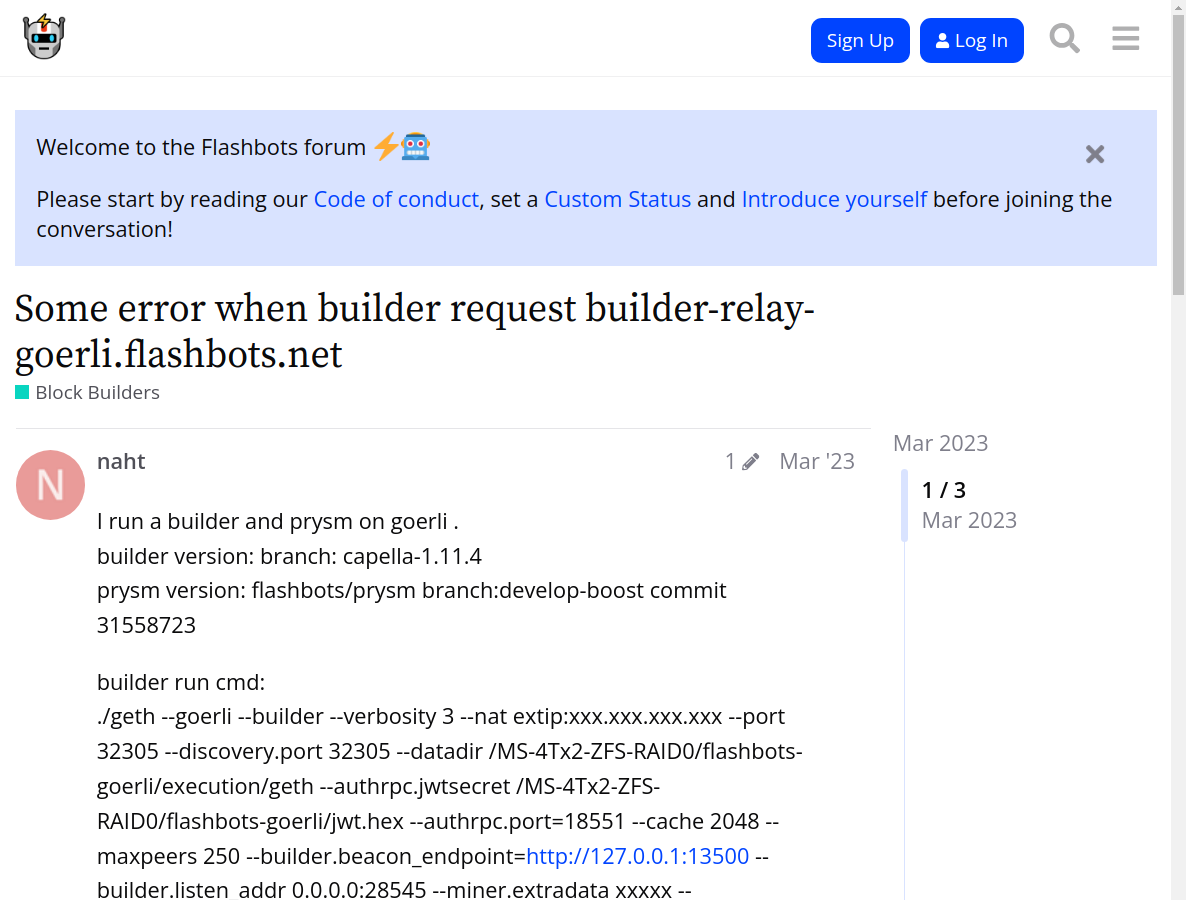 Sign Up
Log In
Welcome to the Flashbots forum
Please start by reading our Code of conduct, set a Custom Status and Introduce yourself before joining the
conversation!
Some error when builder request builder-relay-
goerli.flashbots.net
Block Builders
N
naht
1
Mar '23
I run a builder and prysm on goerli .
builder version: branch: capella-1.11.4
prysm version: flashbots/prysm branch:develop-boost commit
31558723
builder run cmd:
./geth --goerli --builder --verbosity 3 --nat extip:xxx.xxx.xxx.xxx --port
32305 --discovery.port 32305 --datadir /MS-4Tx2-ZFS-RAID0/flashbots-
goerli/execution/geth --authrpc.jwtsecret /MS-4Tx2-ZFS-
RAID0/flashbots-goerli/jwt.hex --authrpc.port=18551 --cache 2048 --
maxpeers 250 --builder.beacon_endpoint=http://127.0.0.1:13500 --
builder.listen_addr 0.0.0.0:28545 --miner.extradata xxxxx --
Mar 2023
1 / 3
Mar 2023